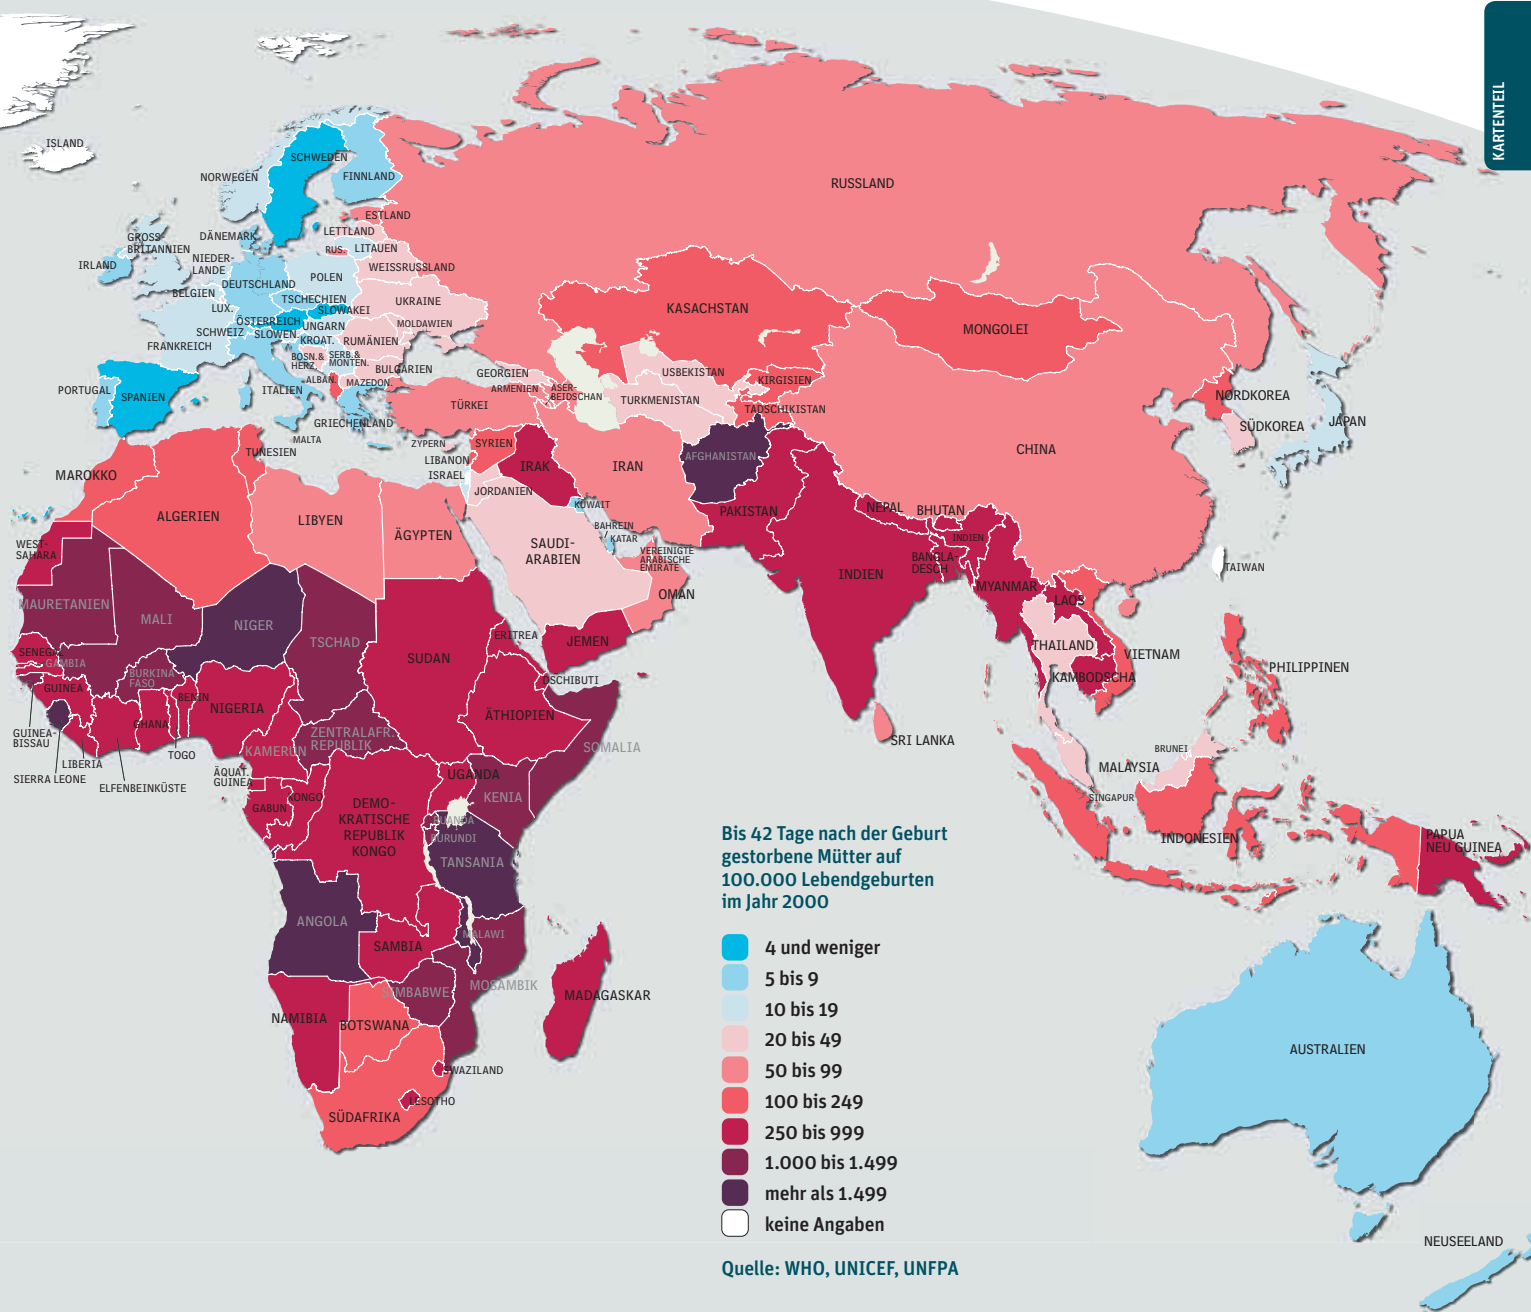 KARTENTEIL
ISLAND
SCHWEDEN
NORWEGEN
FINNLAND
RUSSLAND
ESTLAND
LETTLAND
GROSS-
BRITANNIEN
DÄNEMARK
RUS.
LITAUEN
IRLAND
NIEDER-
LANDE
WEISSRUSSLAND
POLEN
DEUTSCHLAND
BELGIEN
TSCHECHIEN
UKRAINE
LUX.
SLOWAKEI
ÖSTERREICH
UNGARN
MOLDAWIEN
SCHWEIZ
SLOWEN.
KROAT.
RUMÄNIEN
FRANKREICH
BOSN.&
HERZ.
SERB.&
MONTEN.
BULGARIEN
ALBAN.
MAZEDON.
PORTUGAL
SPANIEN
ITALIEN
GRIECHENLAND
MALTA
GEORGIEN
ARMENIEN
ASER-
BEIDSCHAN
TÜRKEI
ZYPERN
SYRIEN
LIBANON
ISRAEL
JORDANIEN
IRAK
IRAN
KASACHSTAN
MONGOLEI
USBEKISTAN
TURKMENISTAN
KIRGISIEN
TADSCHIKISTAN
AFGHANISTAN
CHINA
NORDKOREA
SÜDKOREA
JAPAN
TAIWAN
KUWAIT
BAHREIN
KATAR
VEREINIGTE
ARABISCHE
EMIRATE
SAUDI-
ARABIEN
OMAN
JEMEN
PAKISTAN
NEPAL
BHUTAN
INDIEN
BANGLA-
DESCH
INDIEN
MYANMAR
LAOS
THAILAND
VIETNAM
KAMBODSCHA
PHILIPPINEN
SRI LANKA
BRUNEI
MALAYSIA
SINGAPUR
INDONESIEN
PAPUA
NEU GUINEA
MAROKKO
TUNESIEN
ALGERIEN
LIBYEN
ÄGYPTEN
WEST-
SAHARA
MAURETANIEN
MALI
NIGER
TSCHAD
SUDAN
ERITREA
DSCHIBUTI
SENEGAL
GAMBIA
GUINEA
BURKINA
FASO
BENIN
GHANA
NIGERIA
ÄTHIOPIEN
SOMALIA
GUINEA-
BISSAU
SIERRA LEONE
LIBERIA
ELFENBEINKÜSTE
TOGO
KAMERUN
ZENTRALAFR.
REPUBLIK
ÄQUAT.
GUINEA
GABUN
KONGO
DEMO-
KRATISCHE
REPUBLIK
KONGO
UGANDA
KENIA
RUANDA
BURUNDI
TANSANIA
ANGOLA
SAMBIA
MALAWI
MOSAMBIK
SIMBABWE
NAMIBIA
BOTSWANA
MADAGASKAR
SWAZILAND
LESOTHO
SÜDAFRIKA
AUSTRALIEN
NEUSEELAND
Bis 42 Tage nach der Geburt
gestorbene Mütter auf
100.000 Lebendgeburten
im Jahr 2000
4 und weniger
5 bis 9
10 bis 19
20 bis 49
50 bis 99
100 bis 249
250 bis 999
1.000 bis 1.499
mehr als 1.499
keine Angaben
Quelle: WHO, UNICEF, UNFPA